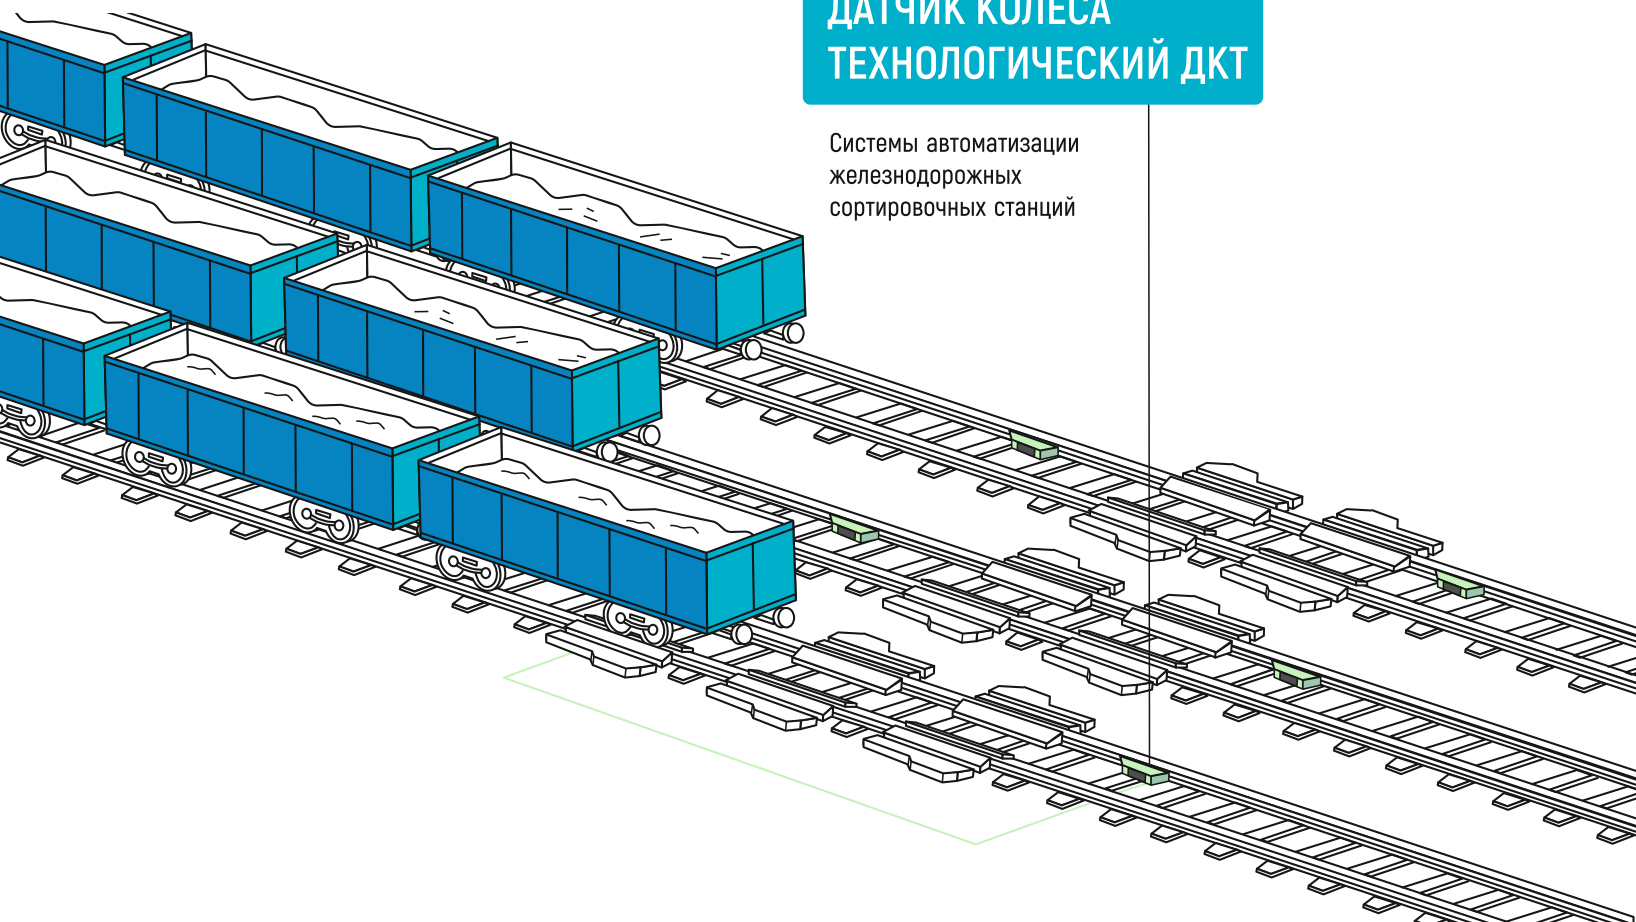 ДАТЧИК КОЛЕСА
ТЕХНОЛОГИЧЕСКИЙ ДКТ
Системы автоматизации
железнодорожных
сортировочных станций